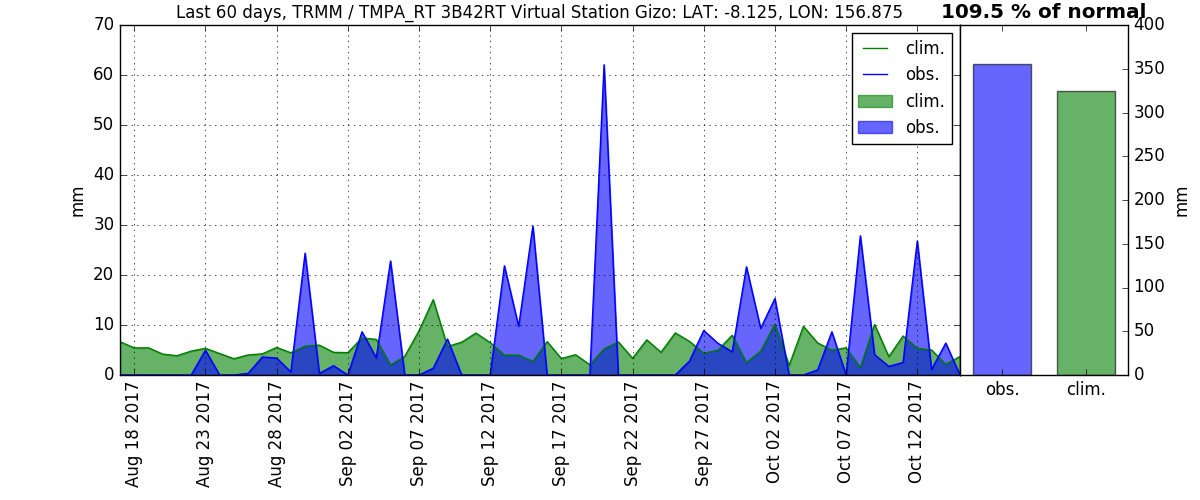 Last 60 days, TRMM / TMPA_RT 3B42RT Virtual Station Gizo: LAT: -8.125, LON: 156.875
109.5 % of normal
70
60
50
40
30
20
10
0
mm
clim.
obs.
clim.
obs.
400
350
300
250
200
150
100
50
0
mm
obs.
clim.
Aug 18 2017
Aug 23 2017
Aug 28 2017
Sep 02 2017
Sep 07 2017
Sep 12 2017
Sep 17 2017
Sep 22 2017
Sep 27 2017
Oct 02 2017
Oct 07 2017
Oct 12 2017